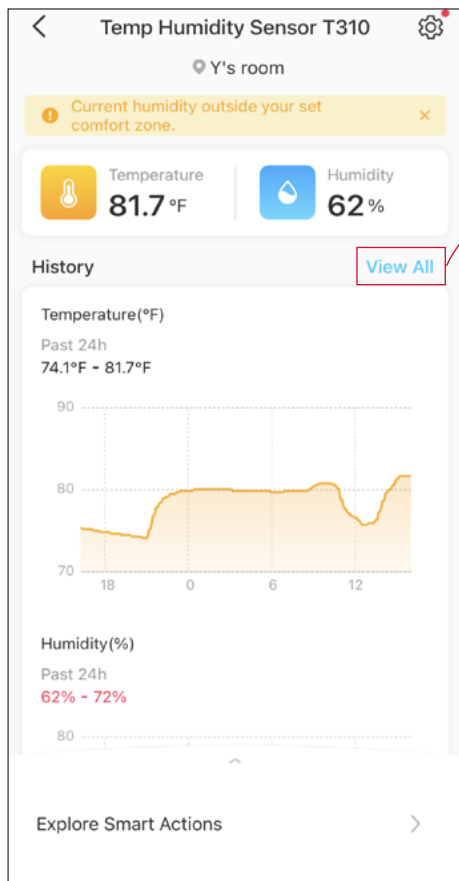 Temp Humidity Sensor T310
Y's room
Current humidity outside your set
comfort zone.
Temperature
81.7 °F
Humidity
62 %
History
View All
Temperature(°F)
Past 24h
74.1°F - 81.7°F
90
80
70
18 0 6 12
Humidity(%)
Past 24h
62% - 72%
80
Explore Smart Actions